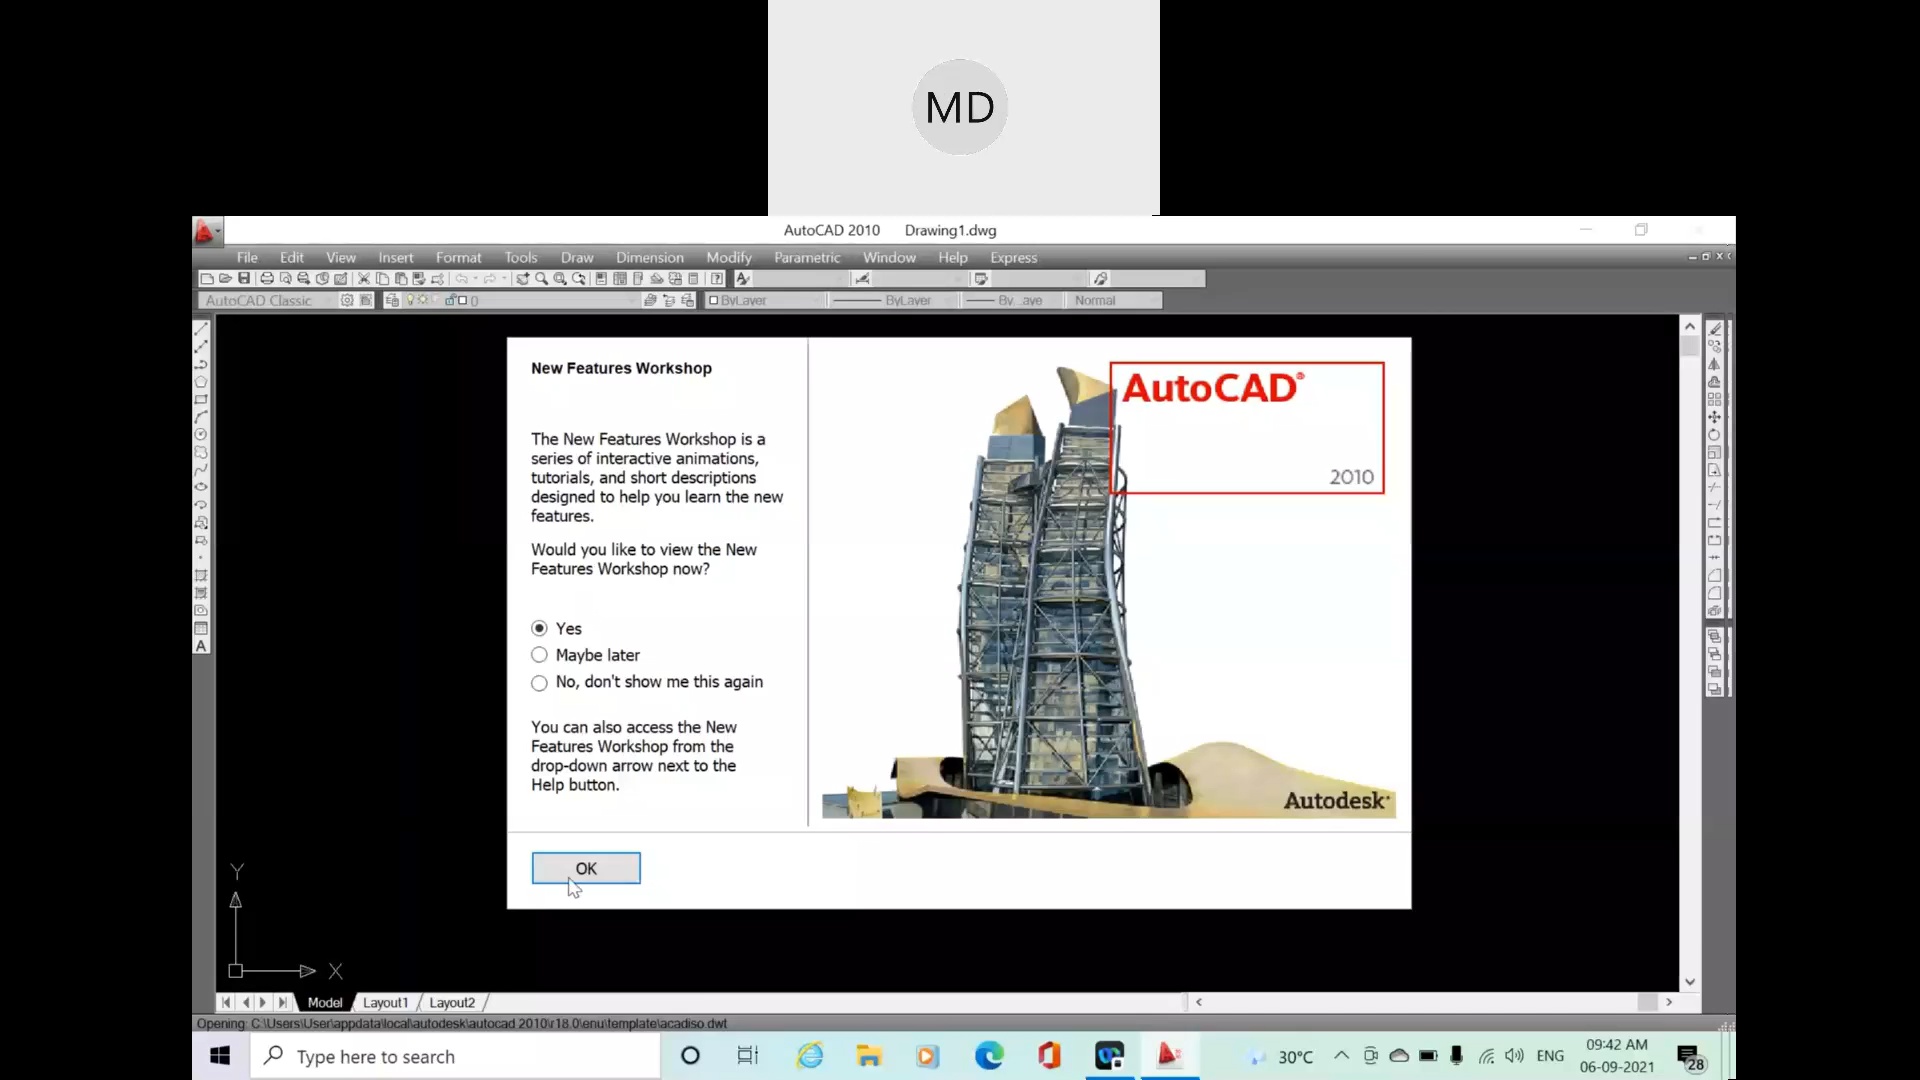 MD
AutoCAD 2010 Drawing1.dwg
File Edit View Insert Format Tools Draw Dimension Modify Parametric Window Help Express
AutoCAD Classic 0 ByLayer ByLayer By...aye Normal
New Features Workshop
The New Features Workshop is a
series of interactive animations,
tutorials, and short descriptions
designed to help you learn the new
features.
Would you like to view the New
Features Workshop now?
Yes
Maybe later
No, don't show me this again
You can also access the New
Features Workshop from the
drop-down arrow next to the
Help button.
OK
AutoCAD®
2010
Autodesk®
A
Y
X
Model Layout1 Layout2
Opening: C:\Users\User\appdata\local\autodesk\autocad 2010\r18.0\enu\template\acadiso.dwt
Type here to search
30°C ENG 09:42 AM
06-09-2021
28